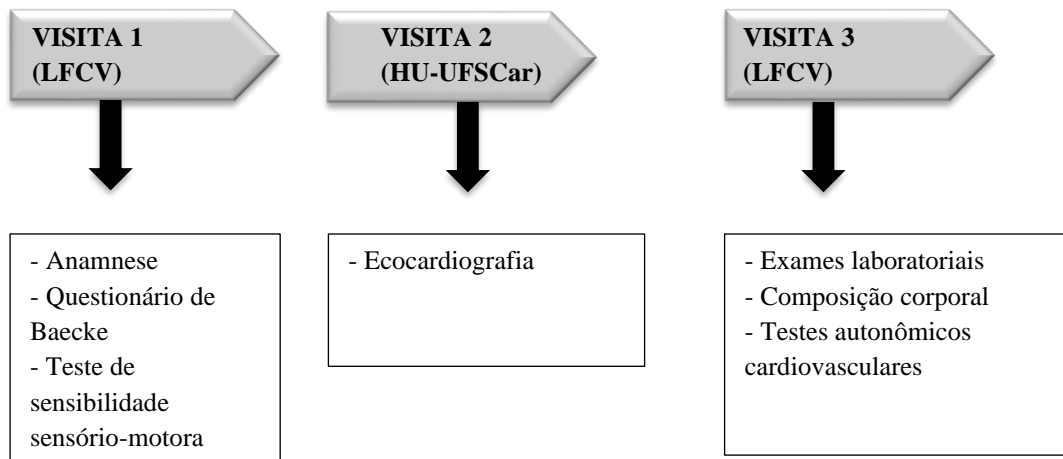 VISITA 1
(LFCV)
VISITA 2
(HU-UFSCar)
VISITA 3
(LFCV)
- Anamnese
- Questionário de
Baecke
- Teste de
sensibilidade
sensório-motora
- Ecocardiografia
- Exames laboratoriais
- Composição corporal
- Testes autonômicos
cardiovasculares